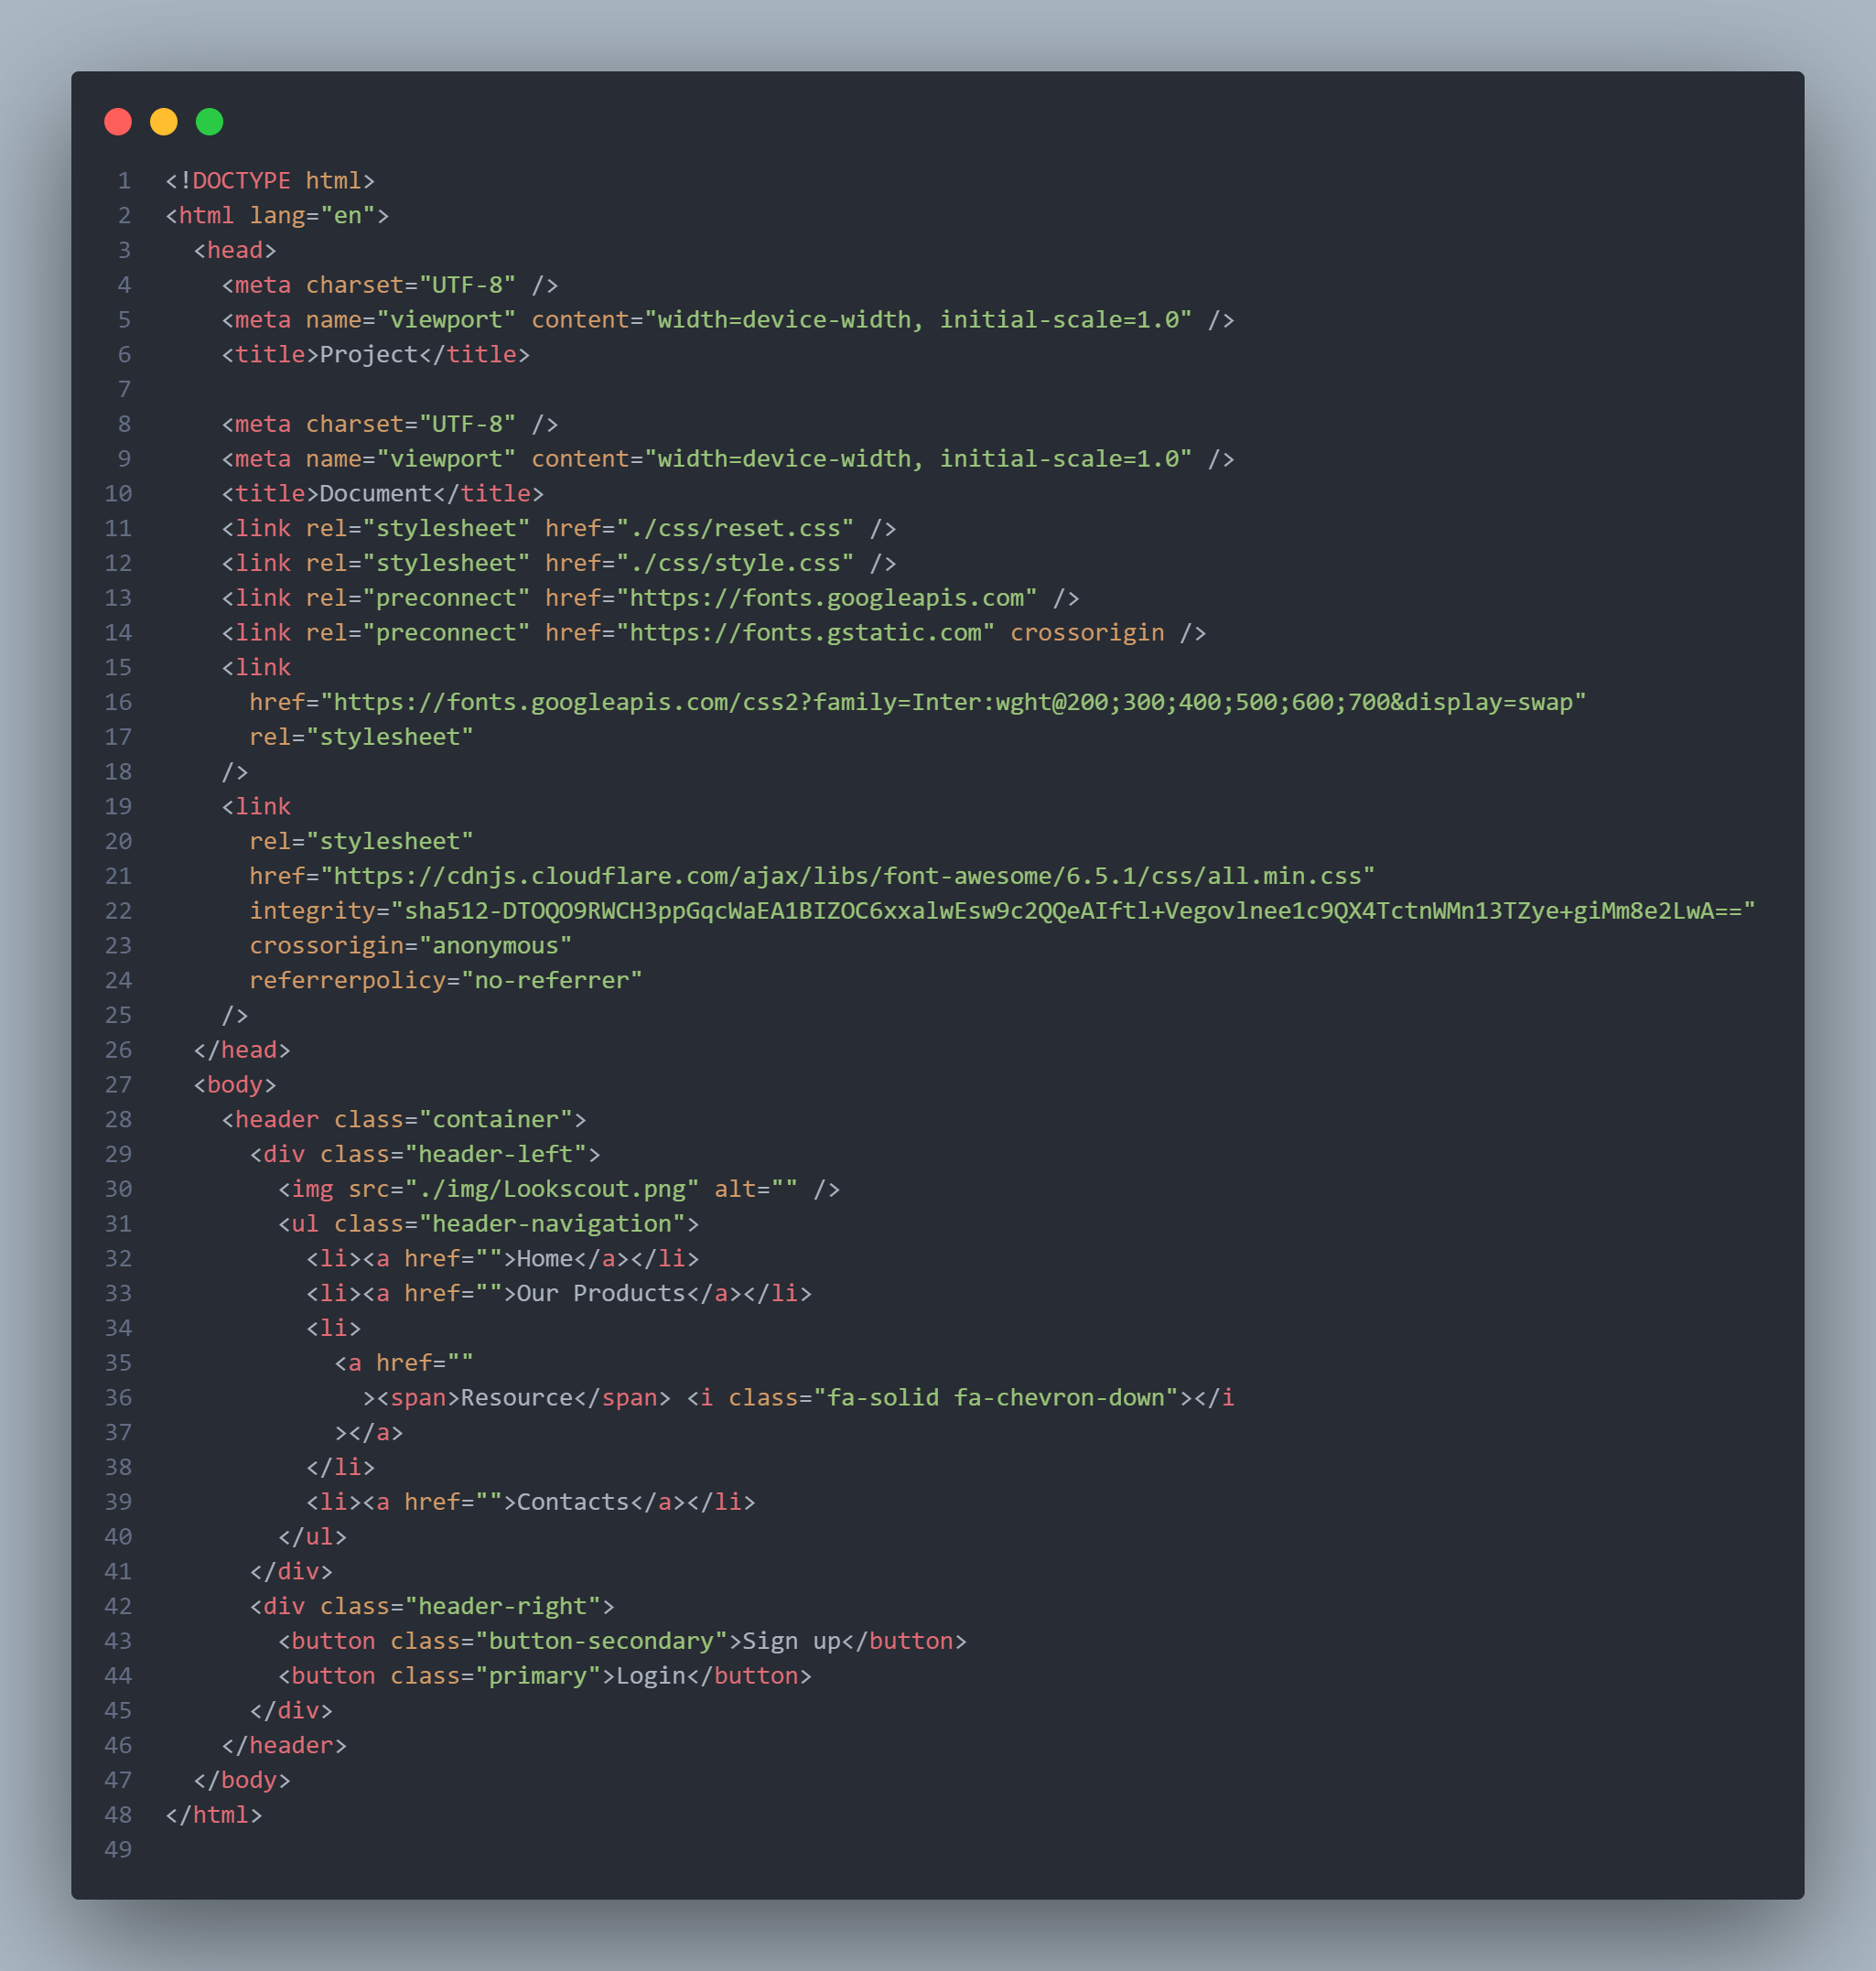 1 <!DOCTYPE html>
2 <html lang="en">
3   <head>
4     <meta charset="UTF-8" />
5     <meta name="viewport" content="width=device-width, initial-scale=1.0" />
6     <title>Project</title>
7
8     <meta charset="UTF-8" />
9     <meta name="viewport" content="width=device-width, initial-scale=1.0" />
10     <title>Document</title>
11     <link rel="stylesheet" href="./css/reset.css" />
12     <link rel="stylesheet" href="./css/style.css" />
13     <link rel="preconnect" href="https://fonts.googleapis.com" />
14     <link rel="preconnect" href="https://fonts.gstatic.com" crossorigin />
15     <link
16       href="https://fonts.googleapis.com/css2?family=Inter:wght@200;300;400;500;600;700&display=swap"
17       rel="stylesheet"
18     />
19     <link
20       rel="stylesheet"
21       href="https://cdnjs.cloudflare.com/ajax/libs/font-awesome/6.5.1/css/all.min.css"
22       integrity="sha512-DTOQO9RWCH3ppGqcWaEA1BIZOC6xxalwEsw9c2QQeAIftl+Vegovlnee1c9QX4TctnWMn13TZye+giMm8e2LwA=="
23       crossorigin="anonymous"
24       referrerpolicy="no-referrer"
25     />
26   </head>
27   <body>
28     <header class="container">
29       <div class="header-left">
30         <img src="./img/Lookscout.png" alt="" />
31         <ul class="header-navigation">
32           <li><a href="">Home</a></li>
33           <li><a href="">Our Products</a></li>
34           <li>
35             <a href=""
36               ><span>Resource</span> <i class="fa-solid fa-chevron-down"></i
37             ></a>
38           </li>
39           <li><a href="">Contacts</a></li>
40         </ul>
41       </div>
42       <div class="header-right">
43         <button class="button-secondary">Sign up</button>
44         <button class="primary">Login</button>
45       </div>
46     </header>
47   </body>
48 </html>
49